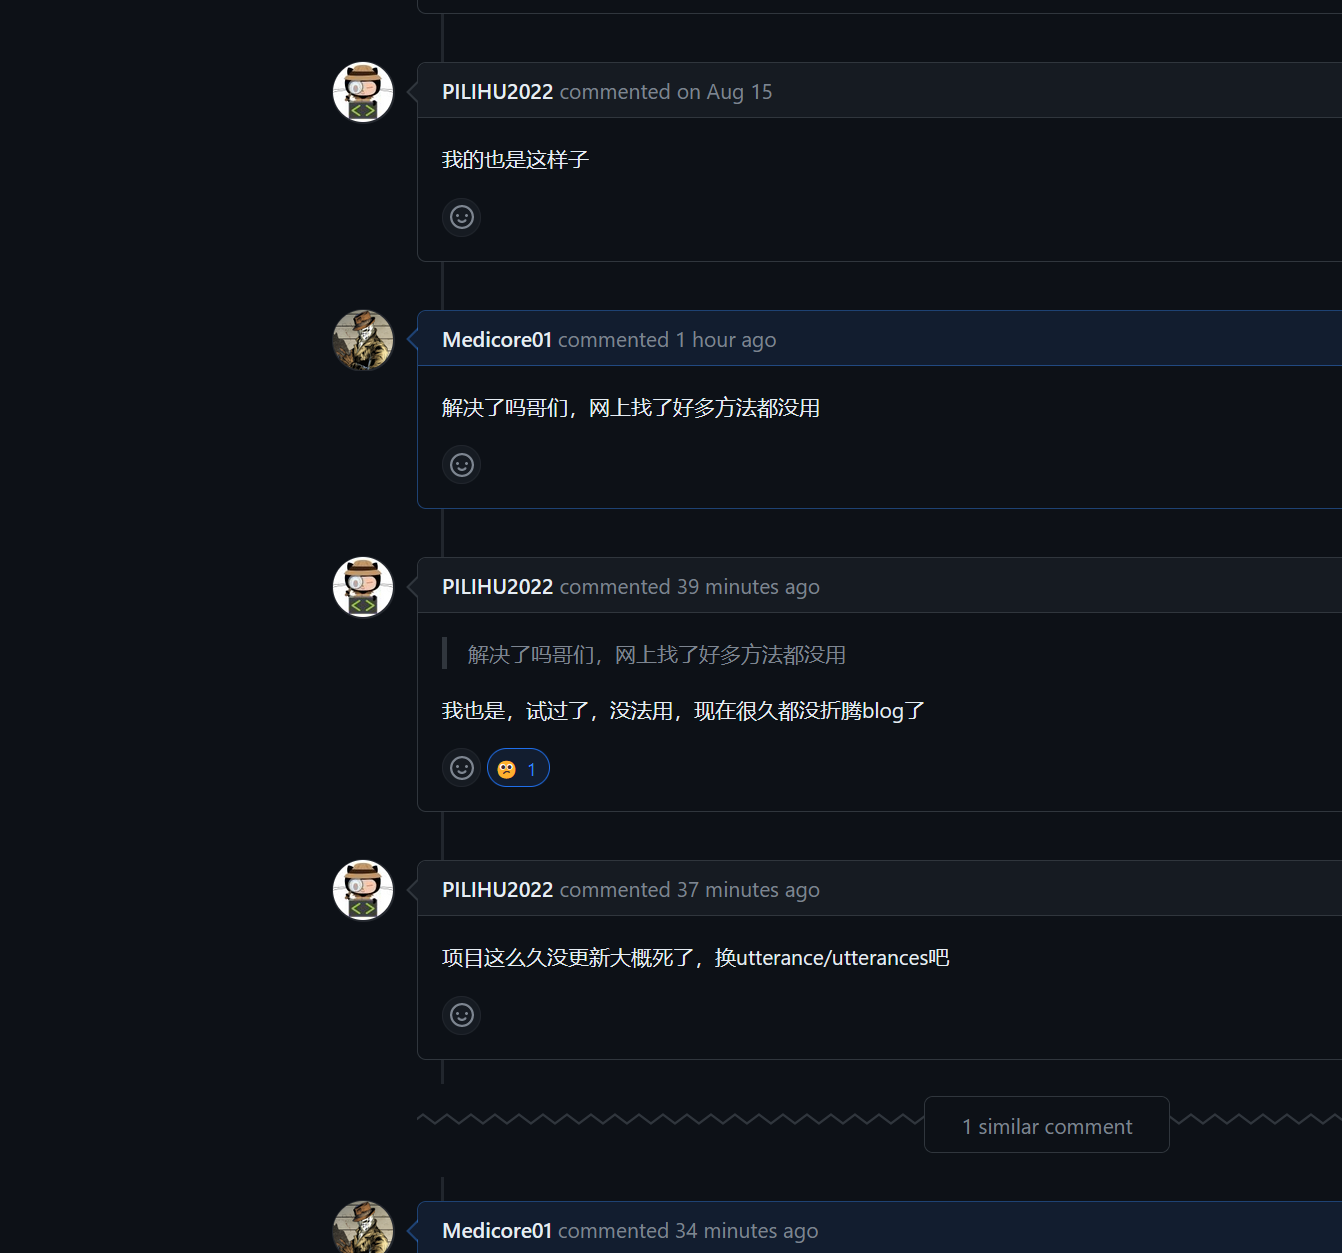 PILIHU2022 commented on Aug 15
我的也是这样子
Medicore01 commented 1 hour ago
解决了吗哥们，网上找了好多方法都没用
PILIHU2022 commented 39 minutes ago
解决了吗哥们，网上找了好多方法都没用
我也是，试过了，没法用，现在很久都没折腾blog了
1
PILIHU2022 commented 37 minutes ago
项目这么久没更新大概死了，换utterance/utterances吧
1 similar comment
Medicore01 commented 34 minutes ago